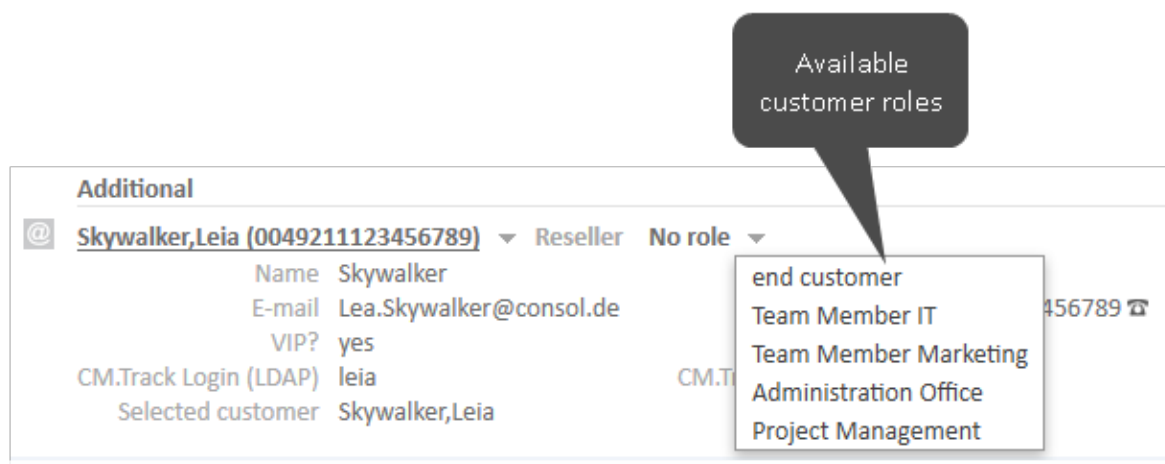 Available
customer roles
Additional
@ Skywalker,Leia (0049211123456789) Reseller No role
Name Skywalker
E-mail Lea.Skywalker@consol.de
456789
VIP? yes
CM.Track Login (LDAP) leia
CM.T
Selected customer Skywalker,Leia
end customer
Team Member IT
Team Member Marketing
Administration Office
Project Management